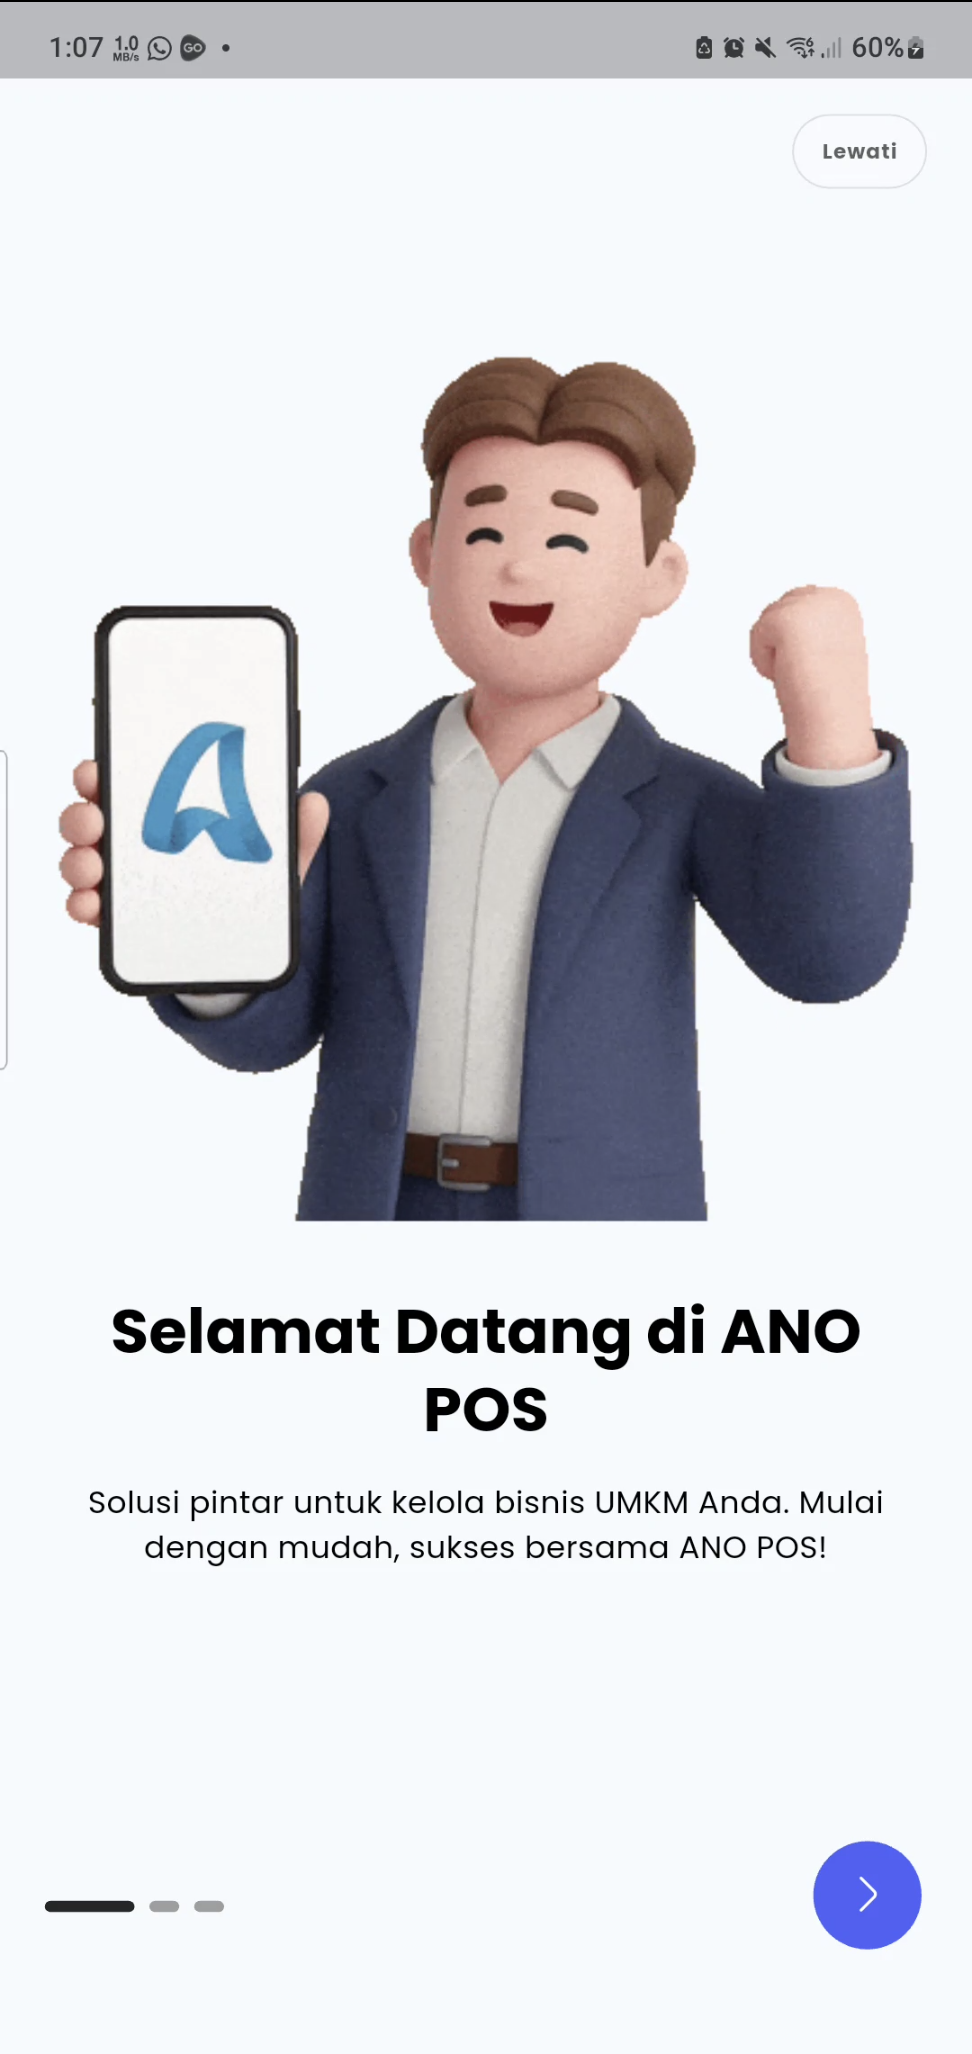 1:07 1.0 MB/s GO 6 60%
Lewati
Selamat Datang di ANO
POS
Solusi pintar untuk kelola bisnis UMKM Anda. Mulai
dengan mudah, sukses bersama ANO POS!